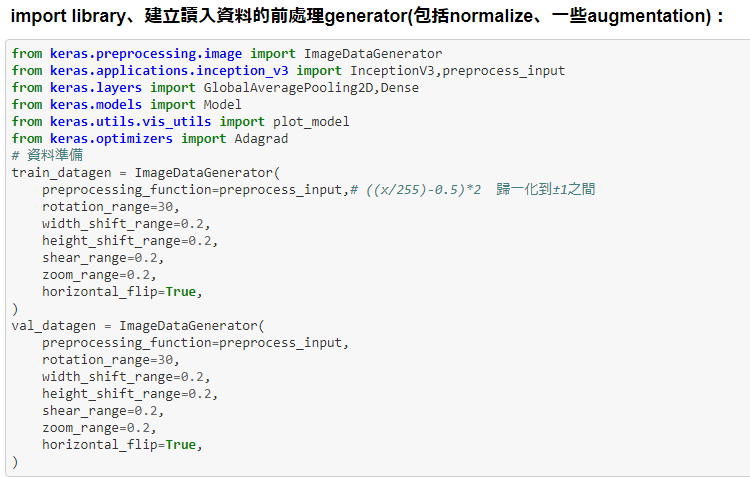 import library、建立讀入資料的前處理generator(包括normalize、一些augmentation)：
from keras.preprocessing.image import ImageDataGenerator
from keras.applications.inception_v3 import InceptionV3,preprocess_input
from keras.layers import GlobalAveragePooling2D,Dense
from keras.models import Model
from keras.utils.vis_utils import plot_model
from keras.optimizers import Adagrad
# 資料準備
train_datagen = ImageDataGenerator(
    preprocessing_function=preprocess_input,# ((x/255)-0.5)*2  歸一化到±1之間
    rotation_range=30,
    width_shift_range=0.2,
    height_shift_range=0.2,
    shear_range=0.2,
    zoom_range=0.2,
    horizontal_flip=True,
)
val_datagen = ImageDataGenerator(
    preprocessing_function=preprocess_input,
    rotation_range=30,
    width_shift_range=0.2,
    height_shift_range=0.2,
    shear_range=0.2,
    zoom_range=0.2,
    horizontal_flip=True,
)